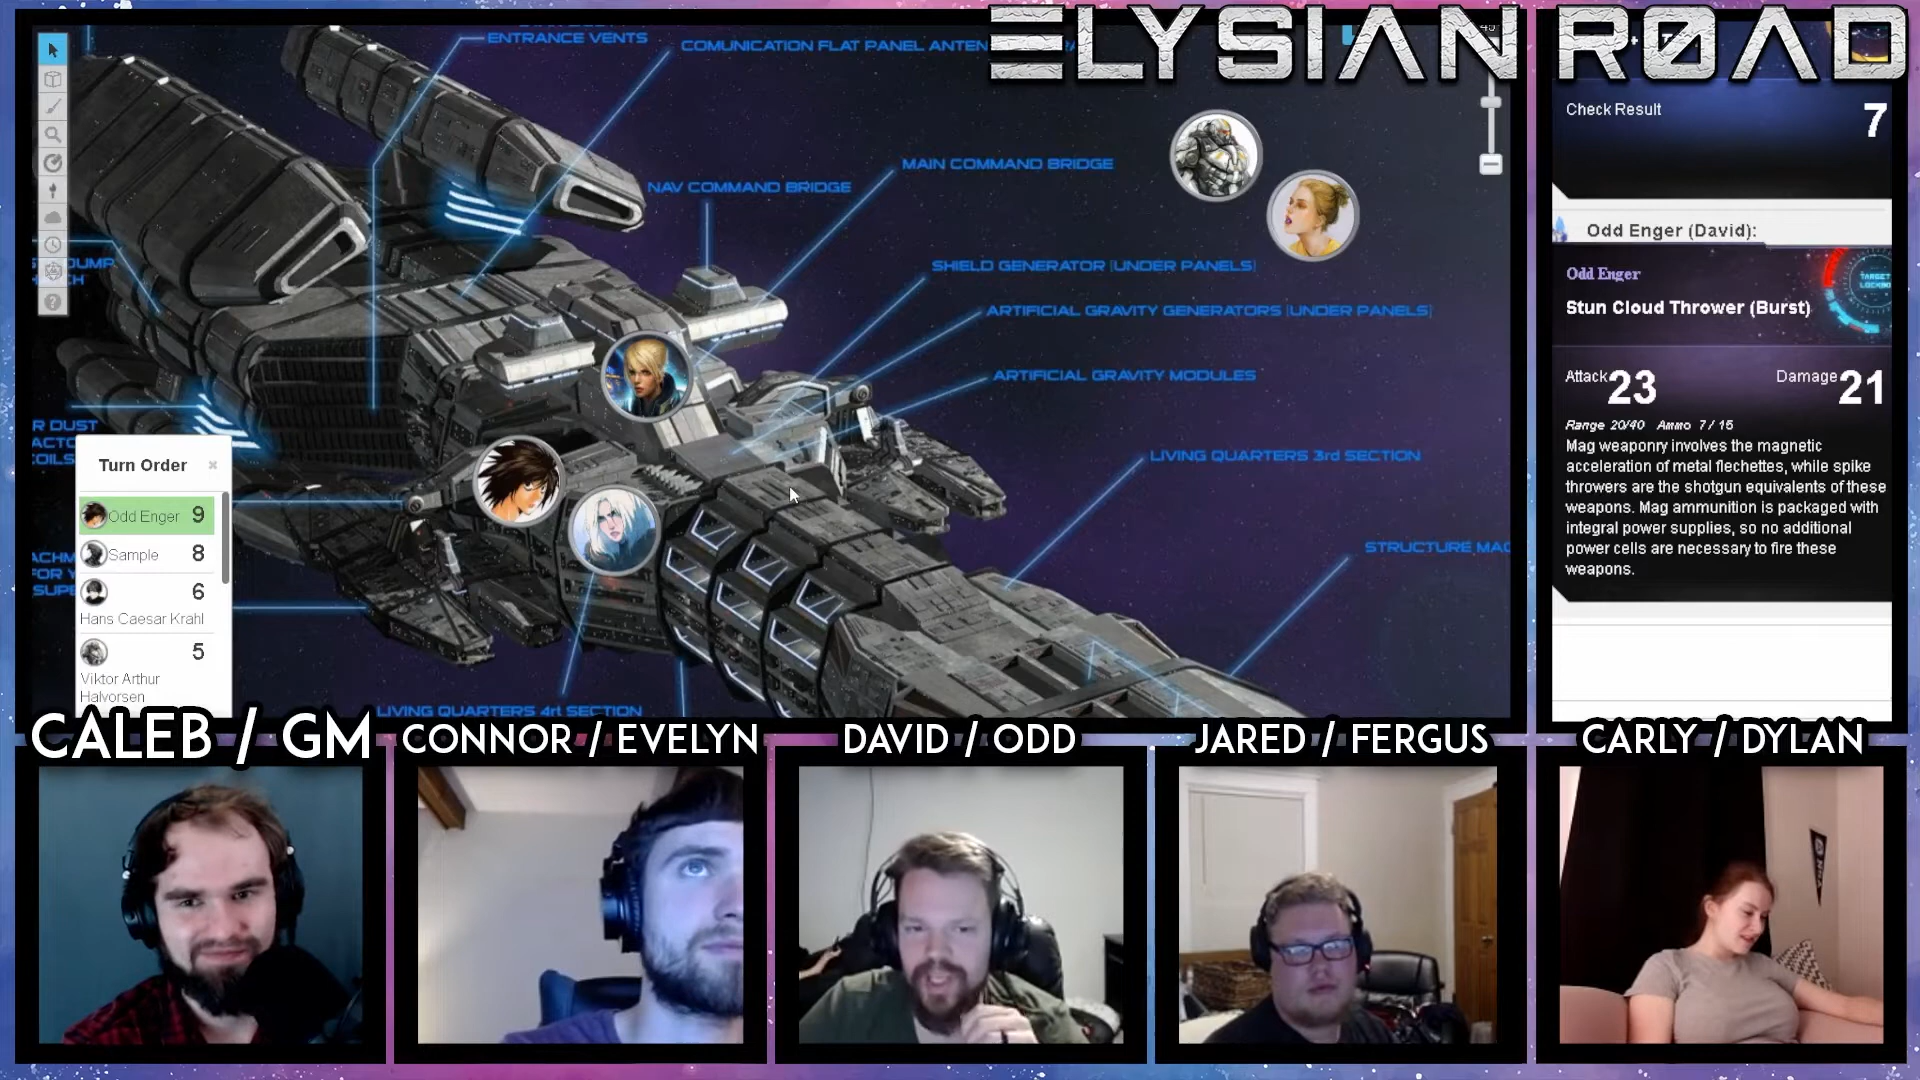 ELYSIAN RØAD
ENTRANCE VENTS
COMUNICATION FLAT PANEL
MAIN COMMAND BRIDGE
NAV COMMAND BRIDGE
SHIELD GENERATOR [UNDER PANELS]
ARTIFICIAL GRAVITY GENERATORS [UNDER PANELS]
ARTIFICIAL GRAVITY MODULES
LIVING QUARTERS 3rd SECTION
DUMP
R DUST
COILS
FOR
LIVING QUARTERS 4rt SECTION
Turn Order
Odd Enger 9
Sample 8
6
Hans Caesar Krahl
5
Viktor Arthur
Halvorsen
Check Result 7
Odd Enger (David):
Odd Enger
TARGET
Stun Cloud Thrower (Burst)
Attack 23 Damage 21
Range 20/40 Ammo 7 / 15
Mag weaponry involves the magnetic
acceleration of metal flechettes, while spike
throwers are the shotgun equivalents of these
weapons. Mag ammunition is packaged with
integral power supplies, so no additional
power cells are necessary to fire these
weapons.
CALEB / GM
CONNOR / EVELYN
DAVID / ODD
JARED / FERGUS
CARLY / DYLAN